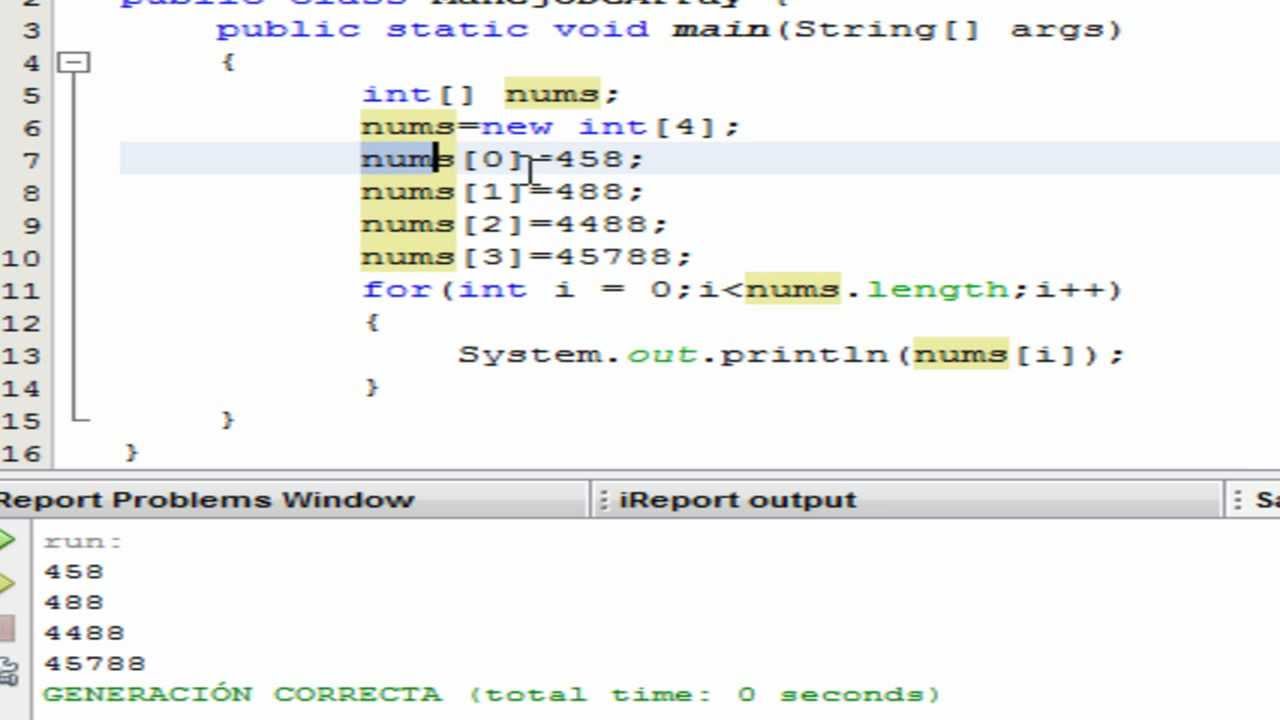 2 public class ManejoDeArray {
3 public static void main(String[] args)
4 {
5 int[] nums;
6 nums=new int[4];
7 nums[0]=458;
8 nums[1]=488;
9 nums[2]=4488;
10 nums[3]=45788;
11 for(int i = 0;i<nums.length;i++)
12 {
13 System.out.println(nums[i]);
14 }
15 }
16 }
Report Problems Window iReport output
run:
458
488
4488
45788
GENERACIÓN CORRECTA (total time: 0 seconds)